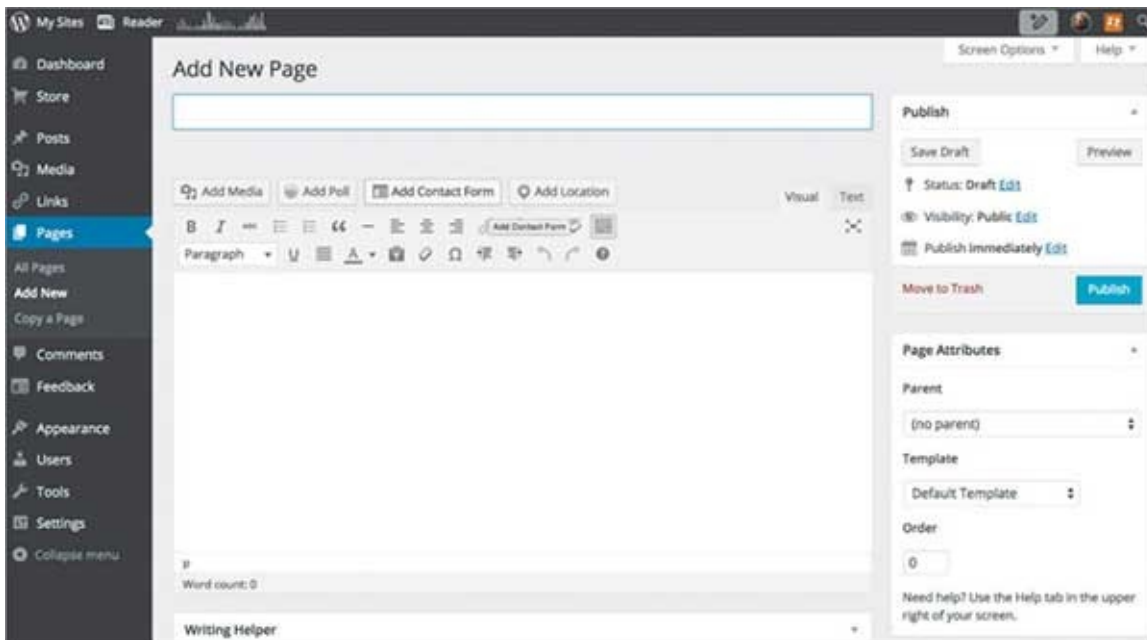 My Sites Reader
Screen Options Help
Dashboard
Store
Posts
Media
Links
Pages
All Pages
Add New
Copy a Page
Comments
Feedback
Appearance
Users
Tools
Settings
Collapse menu
Add New Page
Add Media Add Poll Add Contact Form Add Location
Visual Text
B I Add Contact Form
Paragraph U A Ω
p
Word count: 0
Writing Helper
Publish
Save Draft Preview
Status: Draft Edit
Visibility: Public Edit
Publish immediately Edit
Move to Trash Publish
Page Attributes
Parent
(no parent)
Template
Default Template
Order
0
Need help? Use the Help tab in the upper
right of your screen.